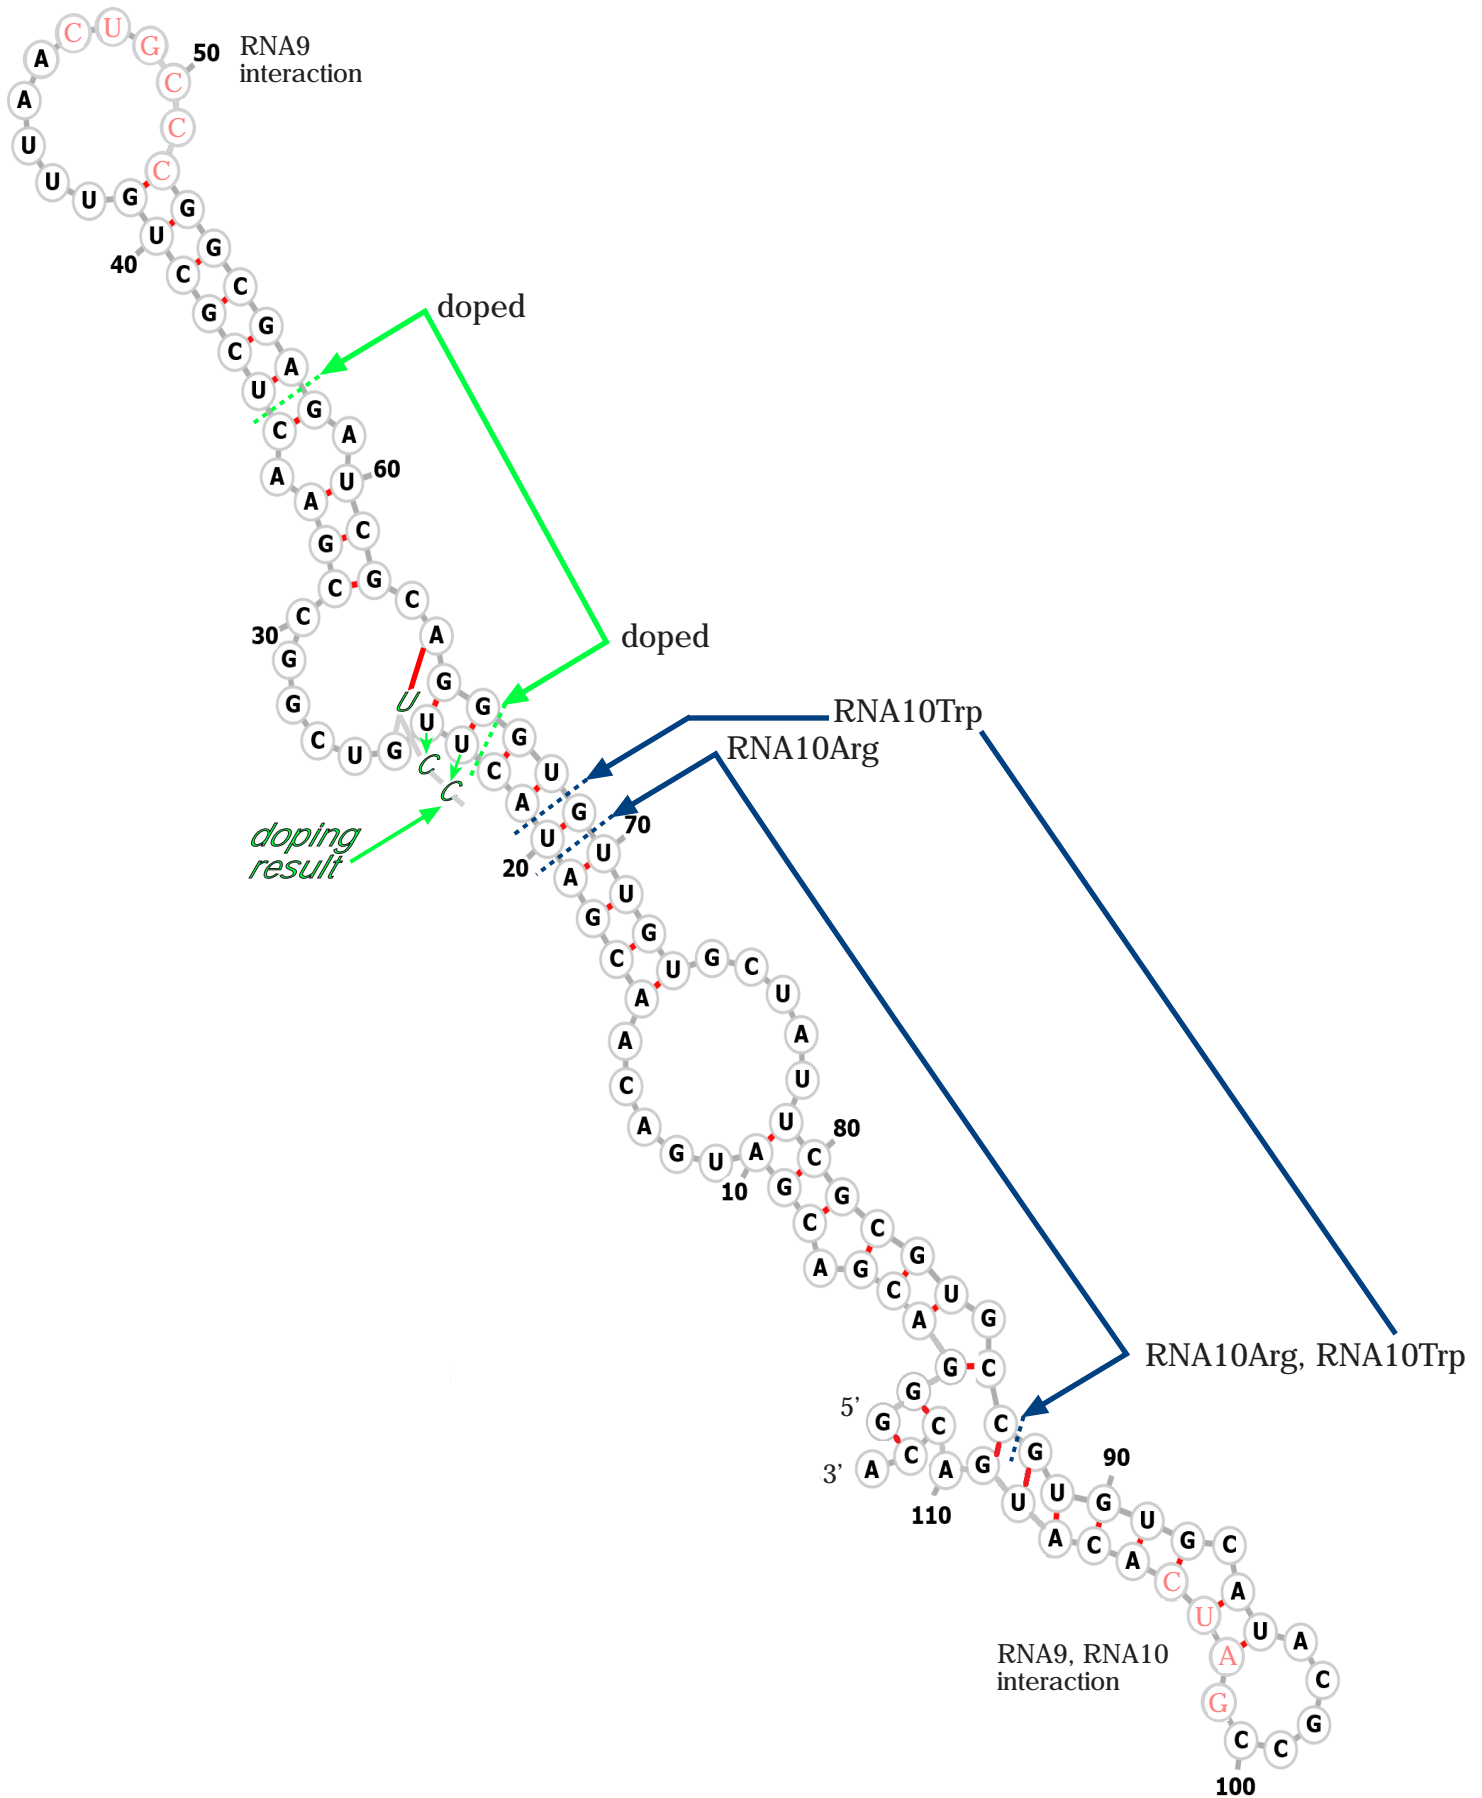 RNA9
interaction
doped
doped
U
C
C
doping
result
RNA10Trp
RNA10Arg
RNA10Arg, RNA10Trp
RNA9, RNA10
interaction
5’
G G G A C G A C G A
10
U G A C A A C G A U
20
A C U U G U C G G C
30
C G A A C U C G C U
40
G U U U A A C U G C
50
C C G G C G A G A U
60
C G C A G G G U G U
70
U G U G C U A U U C
80
G C G U G C C G U G
90
U G C A U A C G C C
100
G A U C A C A U G A
110
C C A
3’